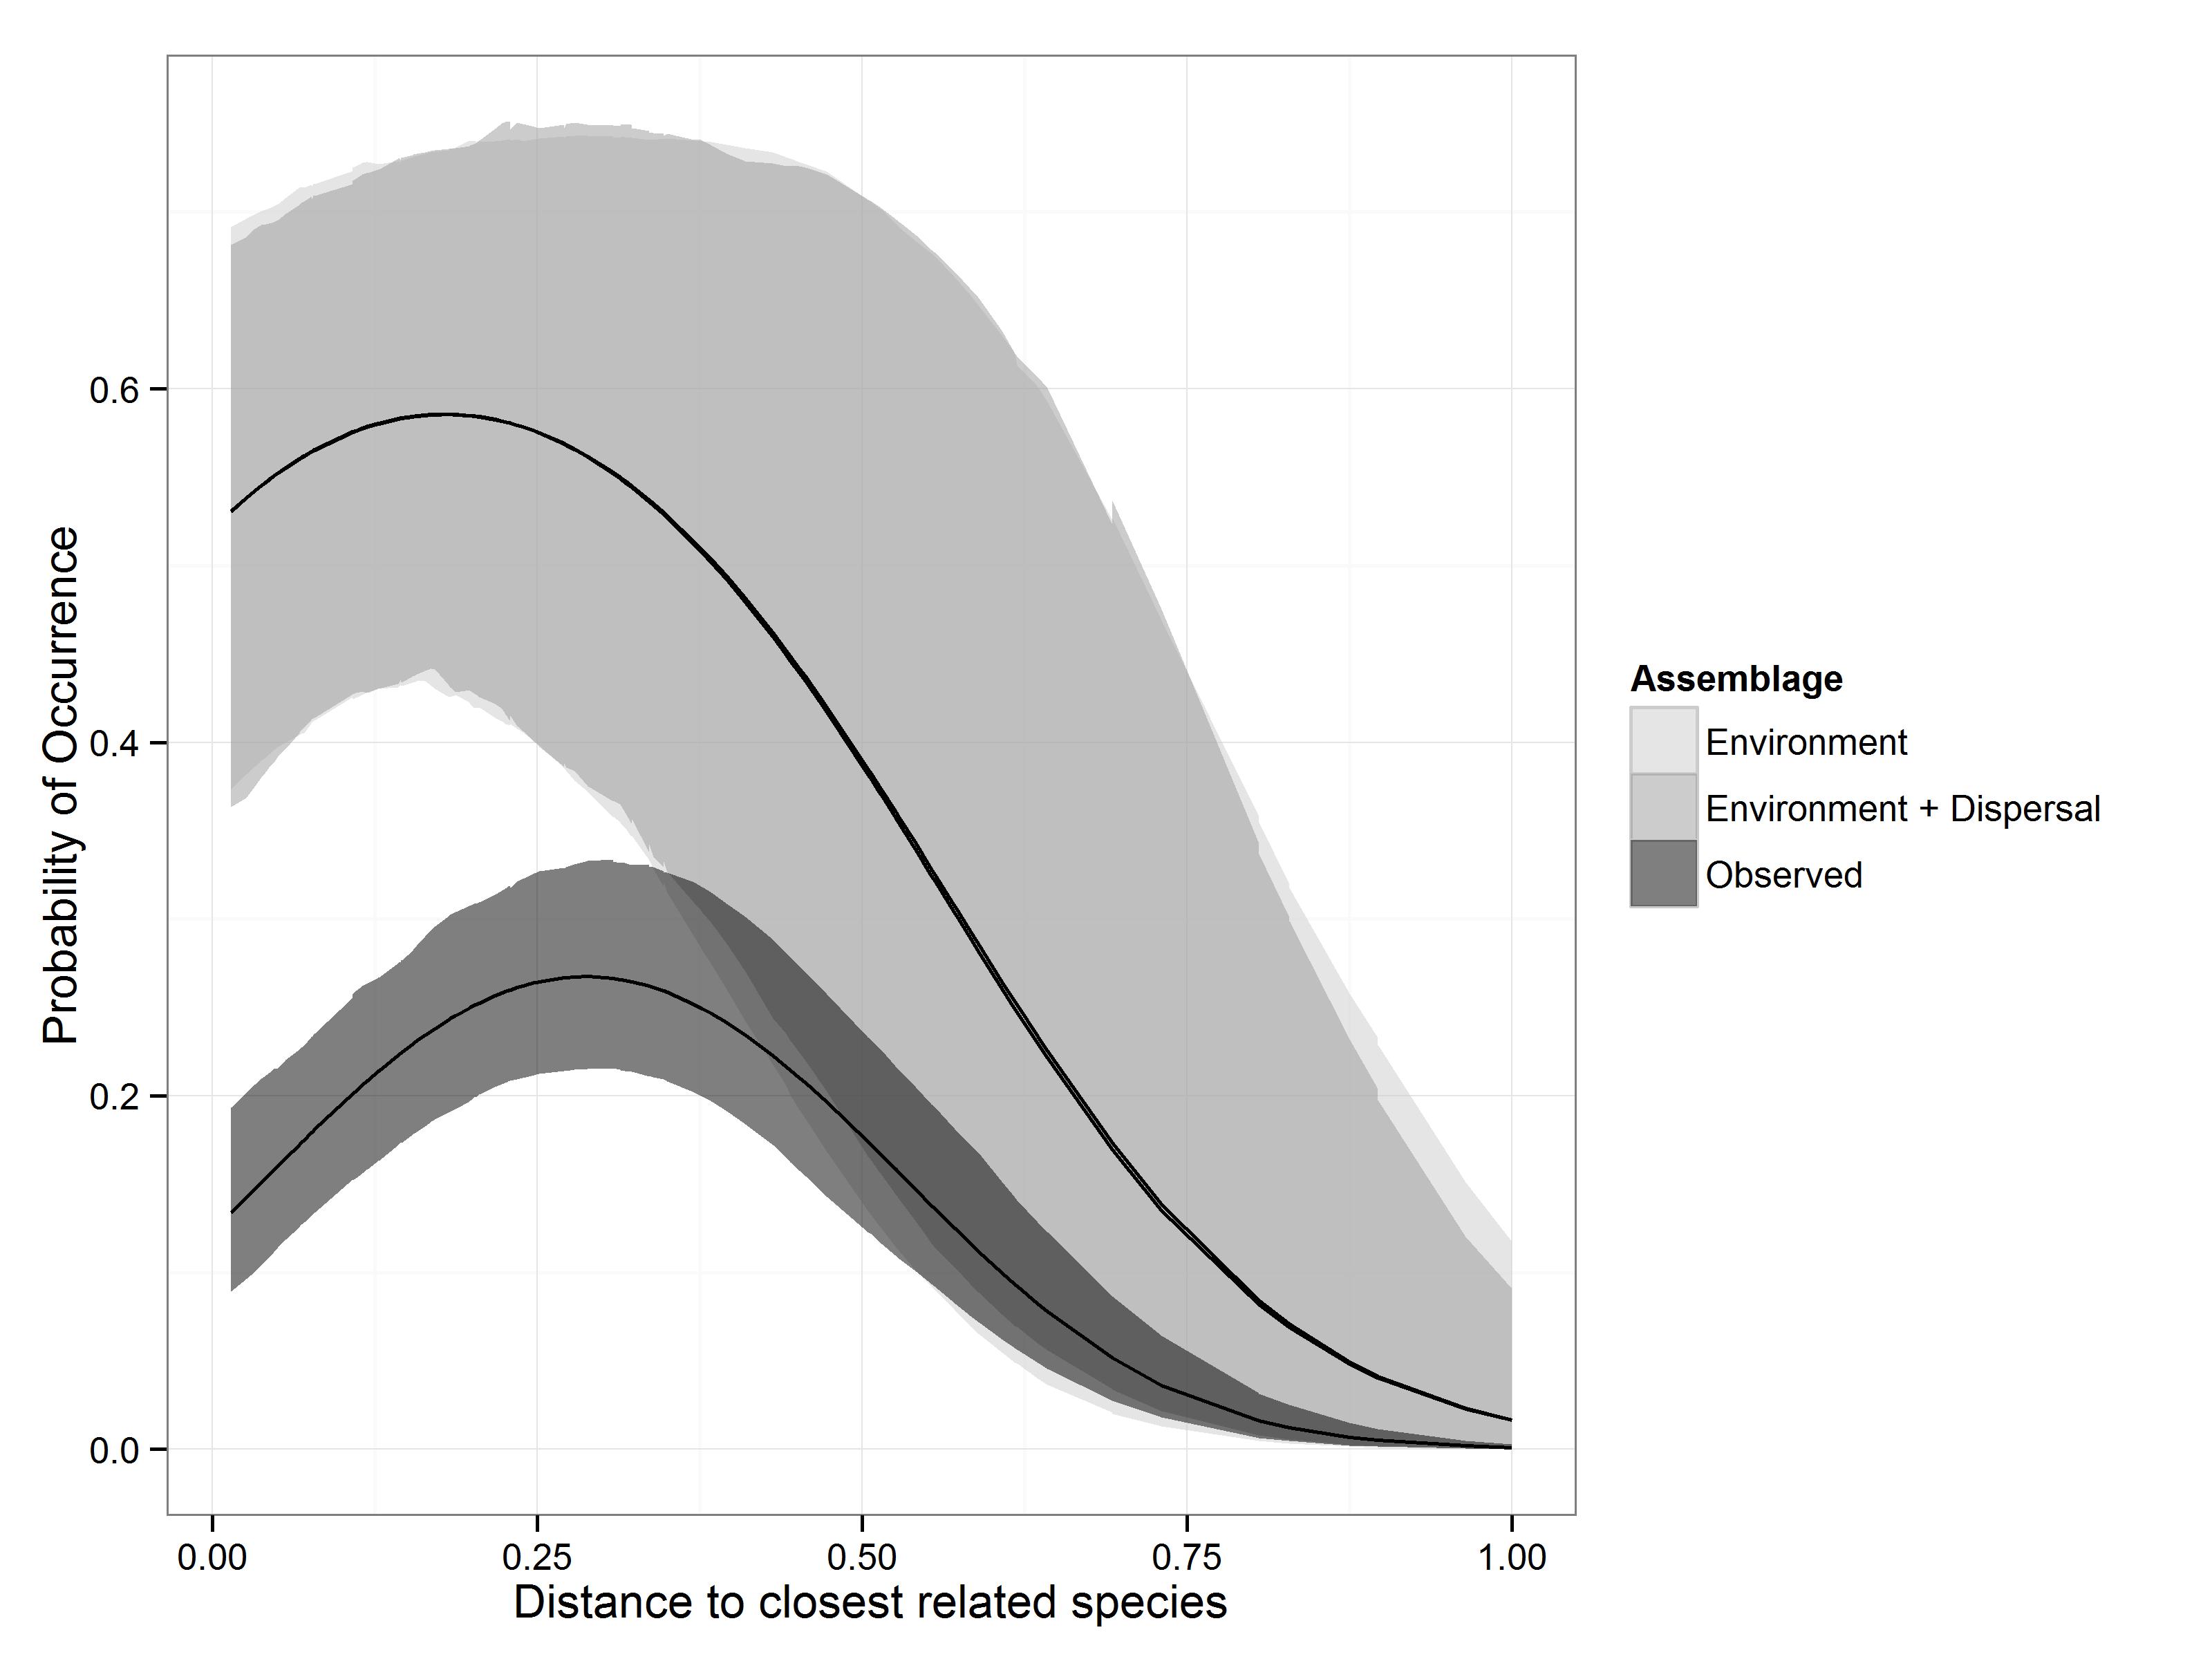 Probability of Occurrence
0.6
0.4
0.2
0.0
0.00 0.25 0.50 0.75 1.00
Distance to closest related species
Assemblage
Environment
Environment + Dispersal
Observed